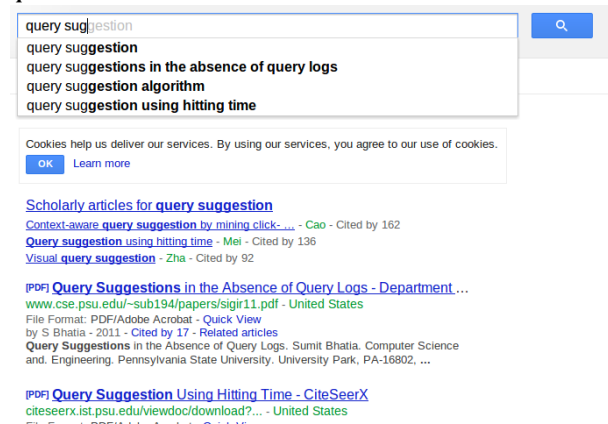 query suggestion
query suggestion
query suggestions in the absence of query logs
query suggestion algorithm
query suggestion using hitting time
Cookies help us deliver our services. By using our services, you agree to our use of cookies.
OK Learn more
Scholarly articles for query suggestion
Context-aware query suggestion by mining click- ... - Cao - Cited by 162
Query suggestion using hitting time - Mei - Cited by 136
Visual query suggestion - Zha - Cited by 92
[PDF] Query Suggestions in the Absence of Query Logs - Department ...
www.cse.psu.edu/~sub194/papers/sigir11.pdf - United States
File Format: PDF/Adobe Acrobat - Quick View
by S Bhatia - 2011 - Cited by 17 - Related articles
Query Suggestions in the Absence of Query Logs. Sumit Bhatia. Computer Science
and. Engineering. Pennsylvania State University. University Park, PA-16802, ...
[PDF] Query Suggestion Using Hitting Time - CiteSeerX
citeseerx.ist.psu.edu/viewdoc/download?... - United States